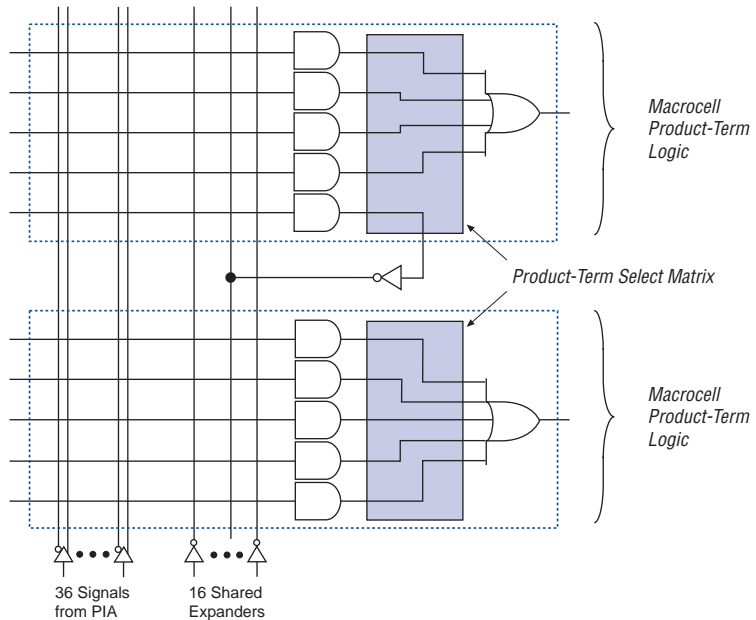 Macrocell
Product-Term
Logic
Product-Term Select Matrix
Macrocell
Product-Term
Logic
36 Signals
from PIA
16 Shared
Expanders